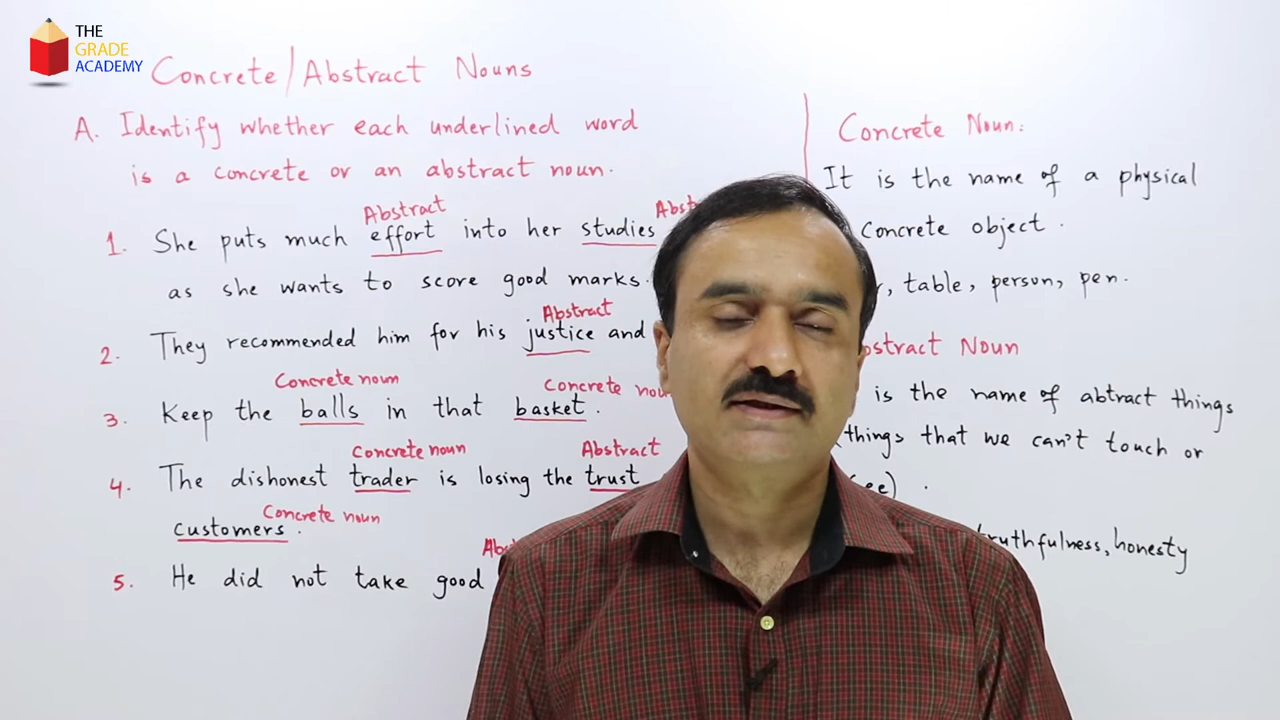 THE
GRADE
ACADEMY
Concrete/Abstract Nouns
A. Identify whether each underlined word
is a concrete or an abstract noun.
Abstract
1. She puts much effort into her studies
as she wants to score good marks.
Abstract
2. They recommended him for his justice and
Concrete noun Concrete
3. Keep the balls in that basket.
Concrete noun Abstract
4. The dishonest trader is losing the trust
Concrete noun
customers.
5. He did not take good
Concrete Noun:
It is the name of a physical
concrete object.
, table, person, pen.
Noun
is the name of abtract things
things that we can't touch or
.
truthfulness, honesty